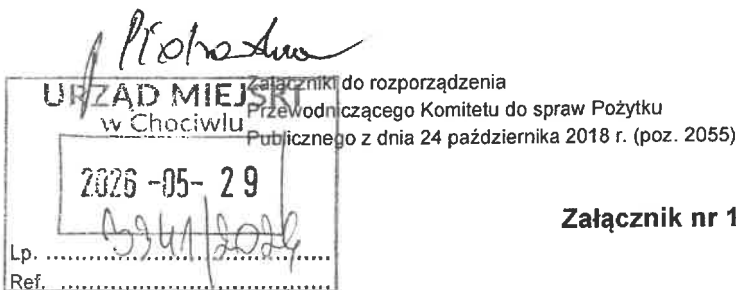 Załączniki do rozporządzenia
Przewodniczącego Komitetu do spraw Pożytku
Publicznego z dnia 24 października 2018 r. (poz. 2055)
URZĄD MIEJSKI
w Chociwlu
2026 -05- 29
Załącznik nr 1
Lp. ....................
Ref. ....................